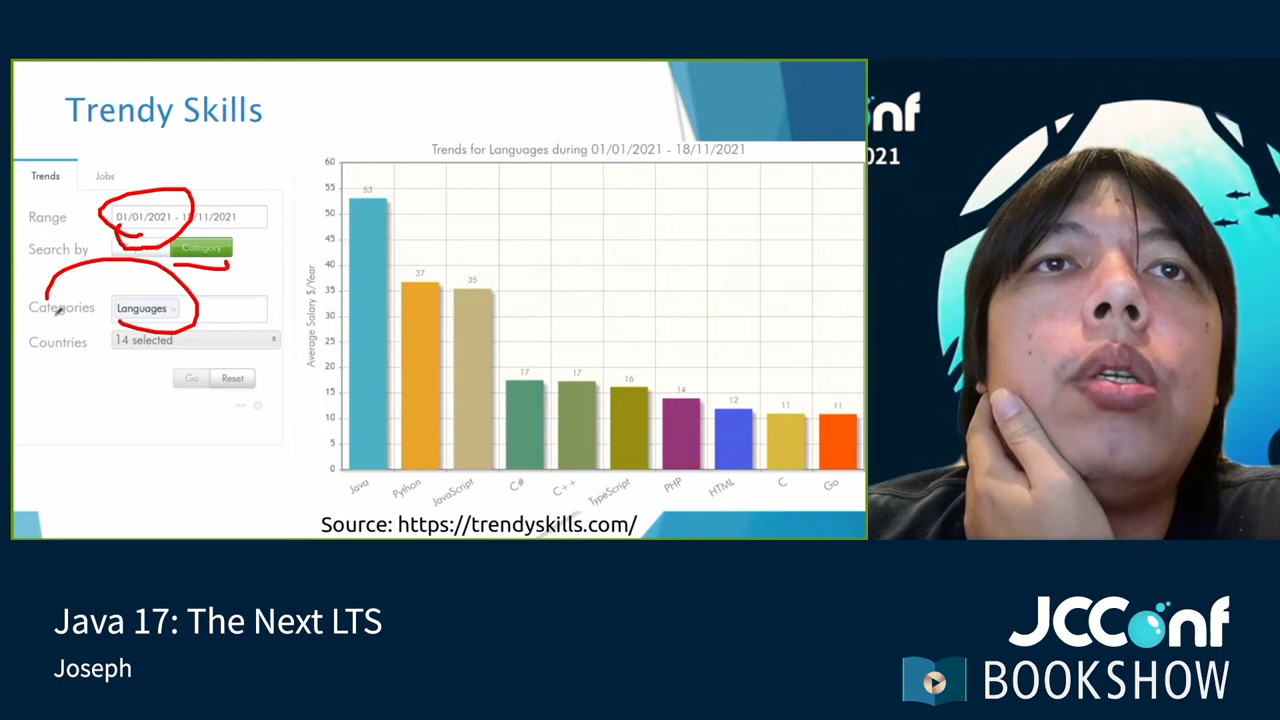 Trendy Skills
Trends Jobs
Range 01/01/2021 - 18/11/2021
Search by Category
Categories Languages ×
Countries 14 selected
Go Reset
Trends for Languages during 01/01/2021 - 18/11/2021
Average Salary $/Year
60
55
50
45
40
35
30
25
20
15
10
5
0
53 37 35 17 17 16 14 12 11 11
Java Python JavaScript C# C++ TypeScript PHP HTML C Go
Source: https://trendyskills.com/
nf
021
Java 17: The Next LTS
Joseph
JCConf
BOOKSHOW